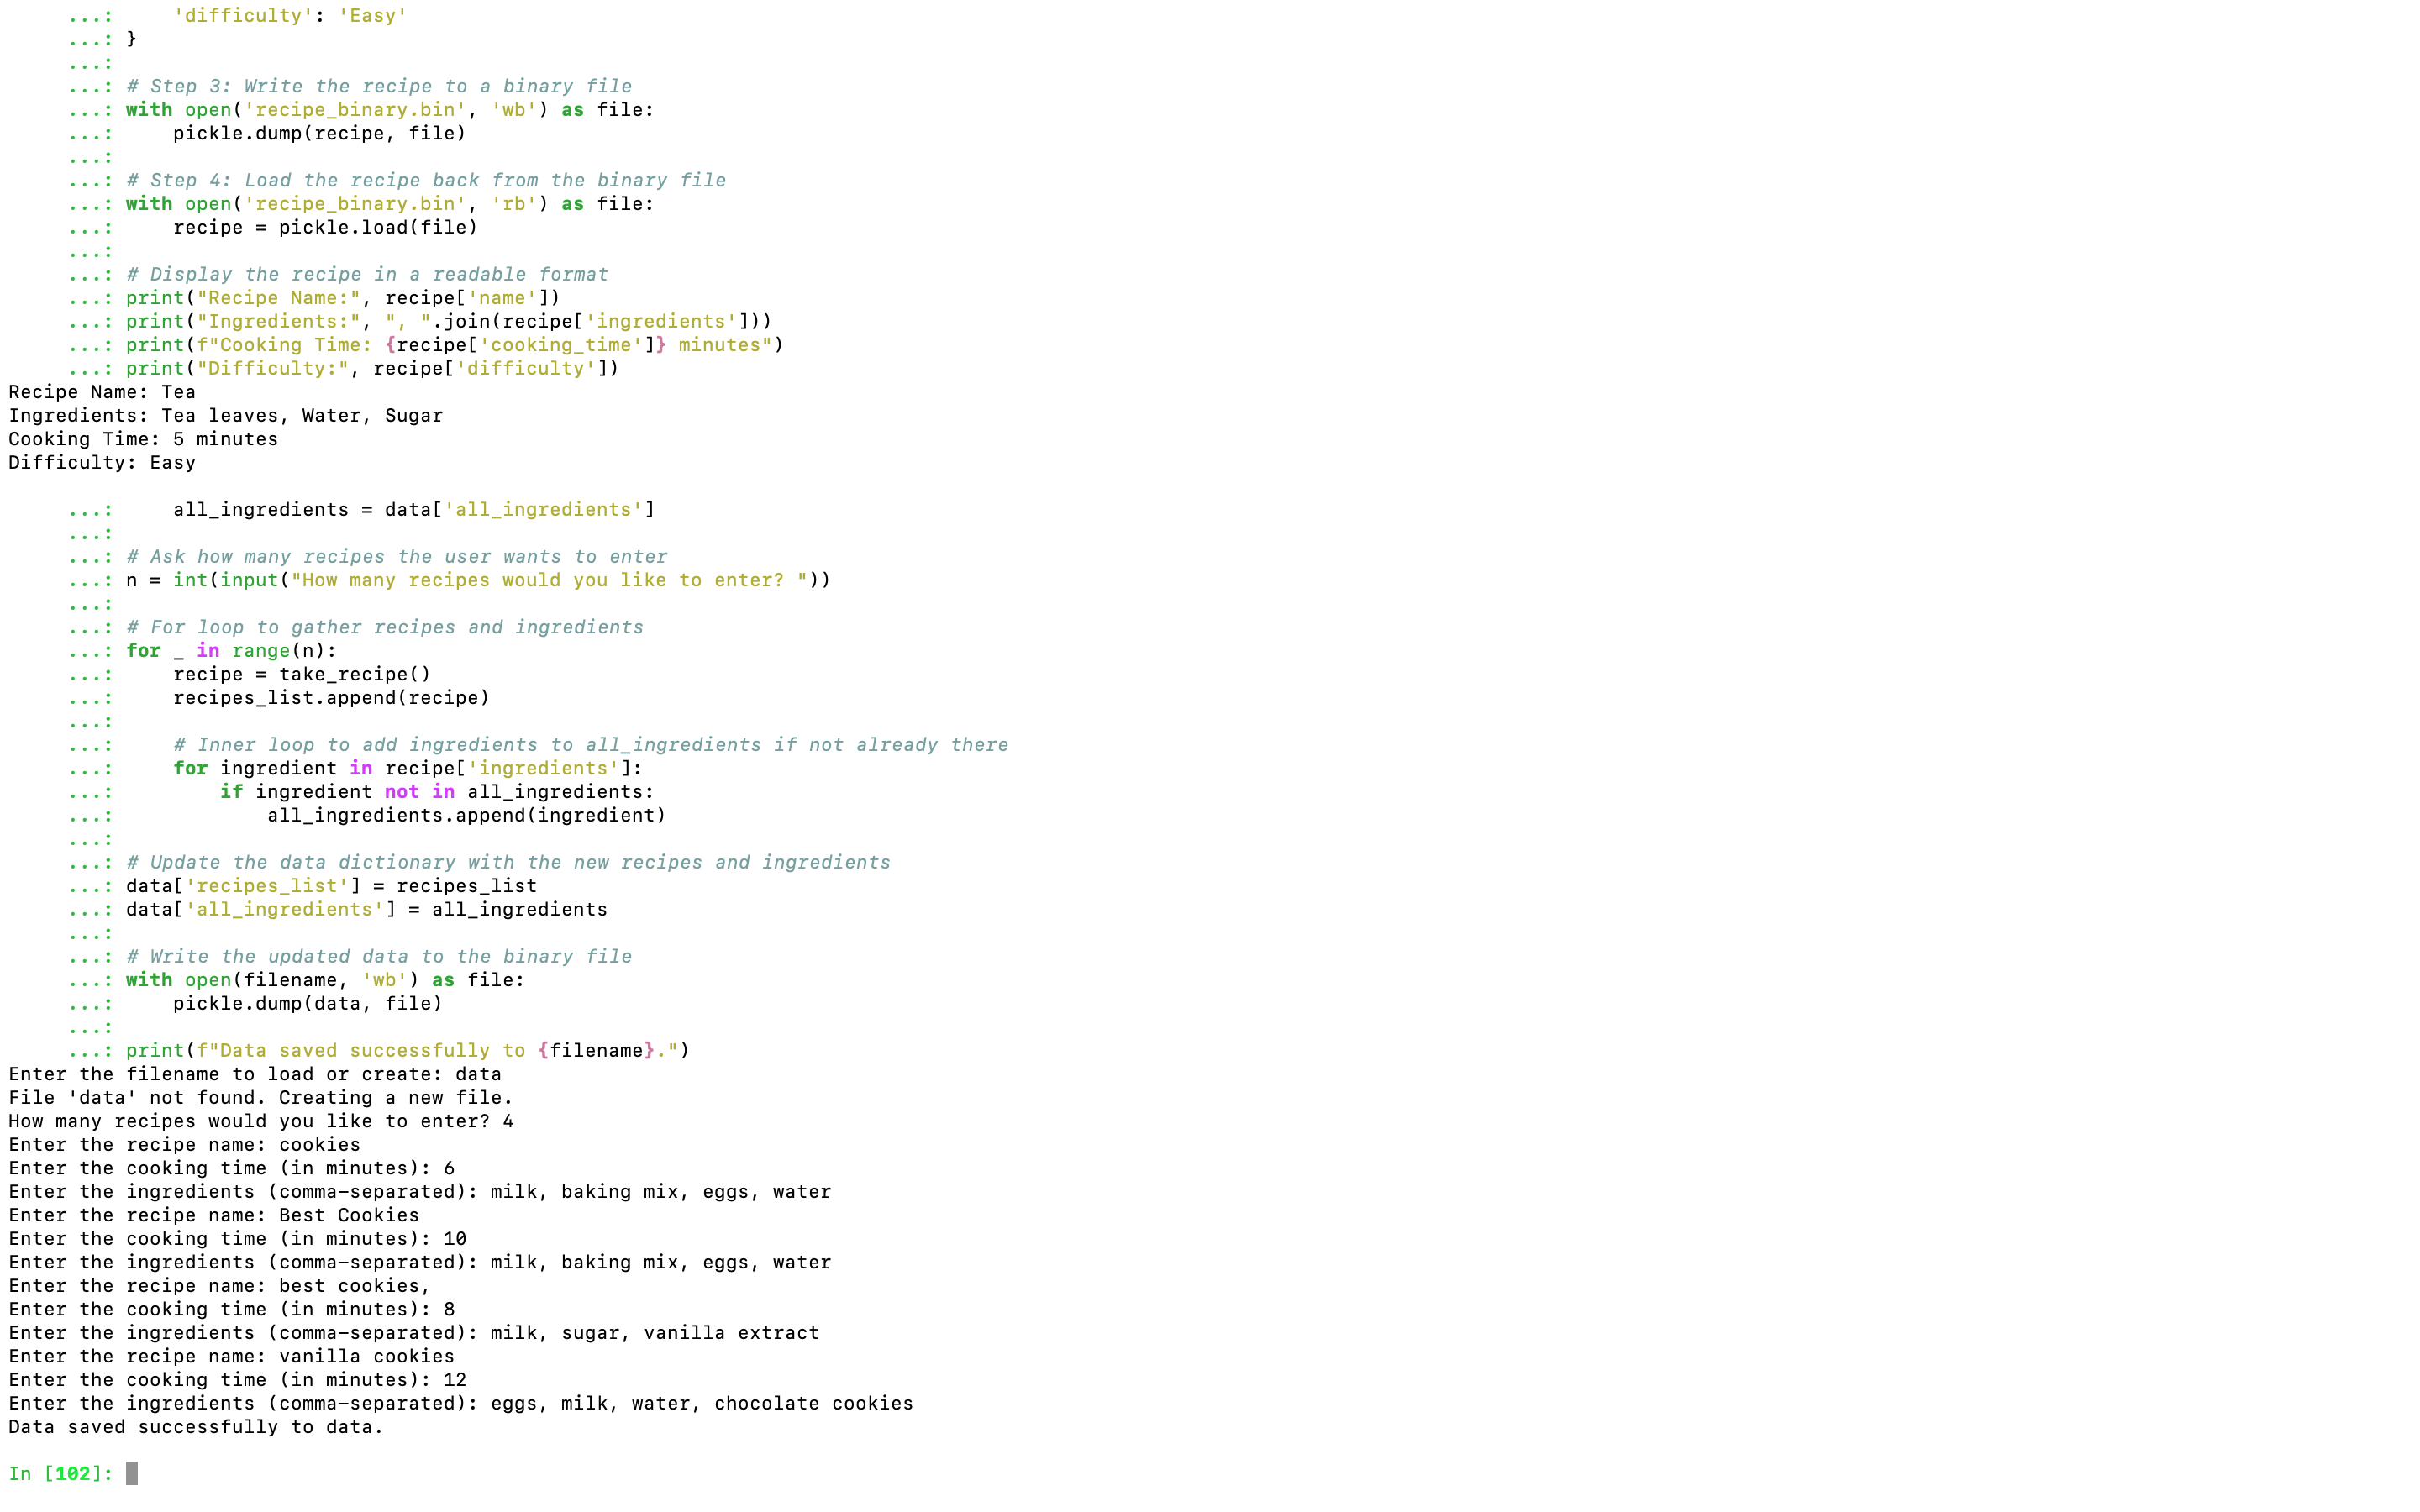 ...:     'difficulty': 'Easy'
...: }
...:
...: # Step 3: Write the recipe to a binary file
...: with open('recipe_binary.bin', 'wb') as file:
...:     pickle.dump(recipe, file)
...:
...: # Step 4: Load the recipe back from the binary file
...: with open('recipe_binary.bin', 'rb') as file:
...:     recipe = pickle.load(file)
...:
...: # Display the recipe in a readable format
...: print("Recipe Name:", recipe['name'])
...: print("Ingredients:", ", ".join(recipe['ingredients']))
...: print(f"Cooking Time: {recipe['cooking_time']} minutes")
...: print("Difficulty:", recipe['difficulty'])
Recipe Name: Tea
Ingredients: Tea leaves, Water, Sugar
Cooking Time: 5 minutes
Difficulty: Easy
...:     all_ingredients = data['all_ingredients']
...:
...: # Ask how many recipes the user wants to enter
...: n = int(input("How many recipes would you like to enter? "))
...:
...: # For loop to gather recipes and ingredients
...: for _ in range(n):
...:     recipe = take_recipe()
...:     recipes_list.append(recipe)
...:
...:     # Inner loop to add ingredients to all_ingredients if not already there
...:     for ingredient in recipe['ingredients']:
...:         if ingredient not in all_ingredients:
...:             all_ingredients.append(ingredient)
...:
...: # Update the data dictionary with the new recipes and ingredients
...: data['recipes_list'] = recipes_list
...: data['all_ingredients'] = all_ingredients
...:
...: # Write the updated data to the binary file
...: with open(filename, 'wb') as file:
...:     pickle.dump(data, file)
...:
...: print(f"Data saved successfully to {filename}.")
Enter the filename to load or create: data
File 'data' not found. Creating a new file.
How many recipes would you like to enter? 4
Enter the recipe name: cookies
Enter the cooking time (in minutes): 6
Enter the ingredients (comma-separated): milk, baking mix, eggs, water
Enter the recipe name: Best Cookies
Enter the cooking time (in minutes): 10
Enter the ingredients (comma-separated): milk, baking mix, eggs, water
Enter the recipe name: best cookies,
Enter the cooking time (in minutes): 8
Enter the ingredients (comma-separated): milk, sugar, vanilla extract
Enter the recipe name: vanilla cookies
Enter the cooking time (in minutes): 12
Enter the ingredients (comma-separated): eggs, milk, water, chocolate cookies
Data saved successfully to data.
In [102]: